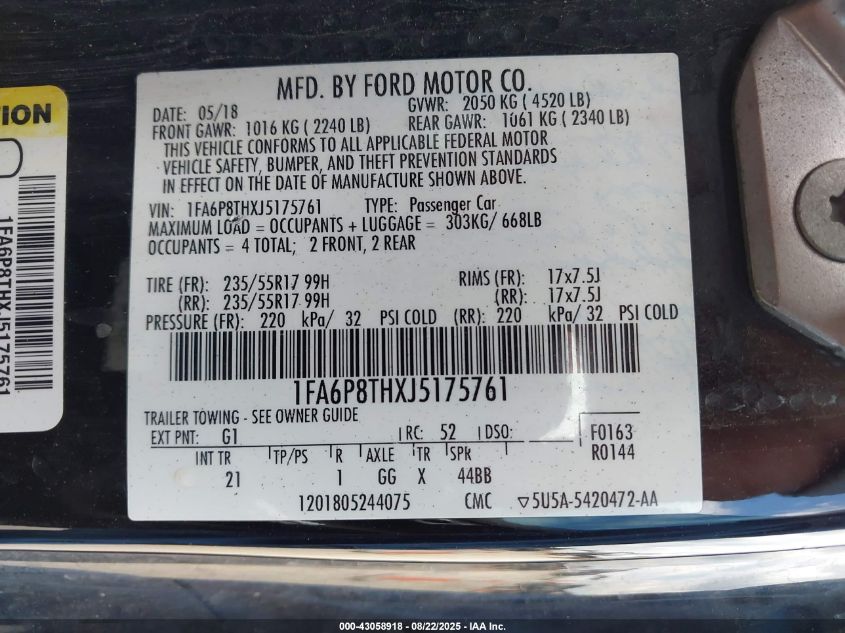 TION
1FA6P8THXJ5175761
MFD. BY FORD MOTOR CO.
DATE: 05/18 GVWR: 2050 KG ( 4520 LB)
FRONT GAWR: 1016 KG ( 2240 LB) REAR GAWR: 1061 KG ( 2340 LB)
THIS VEHICLE CONFORMS TO ALL APPLICABLE FEDERAL MOTOR
VEHICLE SAFETY, BUMPER, AND THEFT PREVENTION STANDARDS
IN EFFECT ON THE DATE OF MANUFACTURE SHOWN ABOVE.
VIN: 1FA6P8THXJ5175761 TYPE: Passenger Car
MAXIMUM LOAD = OCCUPANTS + LUGGAGE = 303KG/ 668LB
OCCUPANTS = 4 TOTAL; 2 FRONT, 2 REAR
TIRE (FR): 235/55R17 99H RIMS (FR): 17x7.5J
(RR): 235/55R17 99H (RR): 17x7.5J
PRESSURE (FR): 220 kPa/ 32 PSI COLD (RR): 220 kPa/ 32 PSI COLD
1FA6P8THXJ5175761
TRAILER TOWING - SEE OWNER GUIDE
EXT PNT: G1 RC: 52 DSO: F0163
INT TR TP/PS R AXLE TR SPR R0144
21 1 GG X 44BB
1201805244075 CMC ▽5U5A-5420472-AA
000-43058918 - 08/22/2025 - IAA Inc.